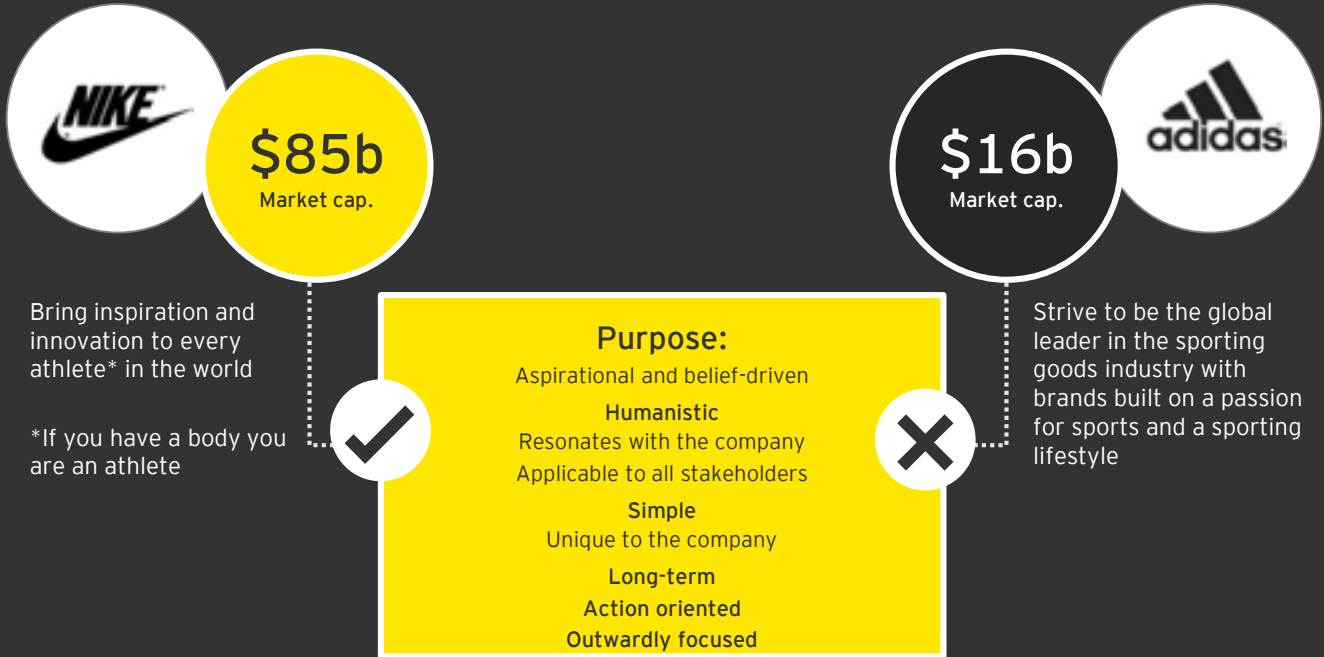 NIKE
$85b
Market cap.
Bring inspiration and
innovation to every
athlete* in the world
*If you have a body you
are an athlete
Purpose:
Aspirational and belief-driven
Humanistic
Resonates with the company
Applicable to all stakeholders
Simple
Unique to the company
Long-term
Action oriented
Outwardly focused
$16b
Market cap.
adidas
Strive to be the global
leader in the sporting
goods industry with
brands built on a passion
for sports and a sporting
lifestyle